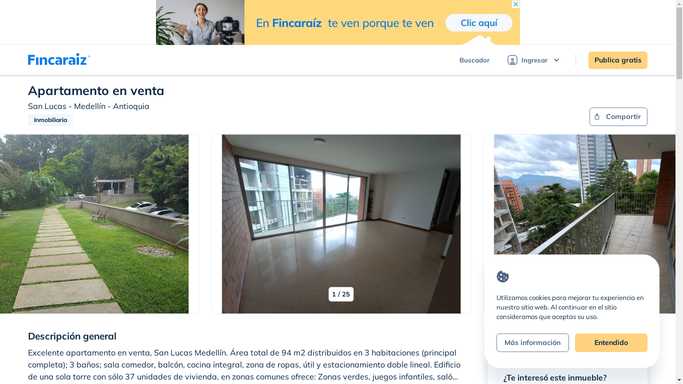 En Fincaraíz te ven porque te ven
Clic aquí
Fincaraiz
Buscador
Ingresar
Publica gratis
Apartamento en venta
San Lucas - Medellín - Antioquia
Inmobiliaria
Compartir
1 / 25
Utilizamos cookies para mejorar tu experiencia en
nuestro sitio web. Al continuar en el sitio
consideramos que aceptas su uso.
Más información
Entendido
Descripción general
Excelente apartamento en venta, San Lucas Medellín. Área total de 94 m2 distribuidos en 3 habitaciones (principal
completa); 3 baños; sala comedor, balcón, cocina integral, zona de ropas, útil y estacionamiento doble lineal. Edificio
de una sola torre con sólo 37 unidades de vivienda, en zonas comunes ofrece: Zonas verdes, juegos infantiles, saló...
¿Te interesó este inmueble?